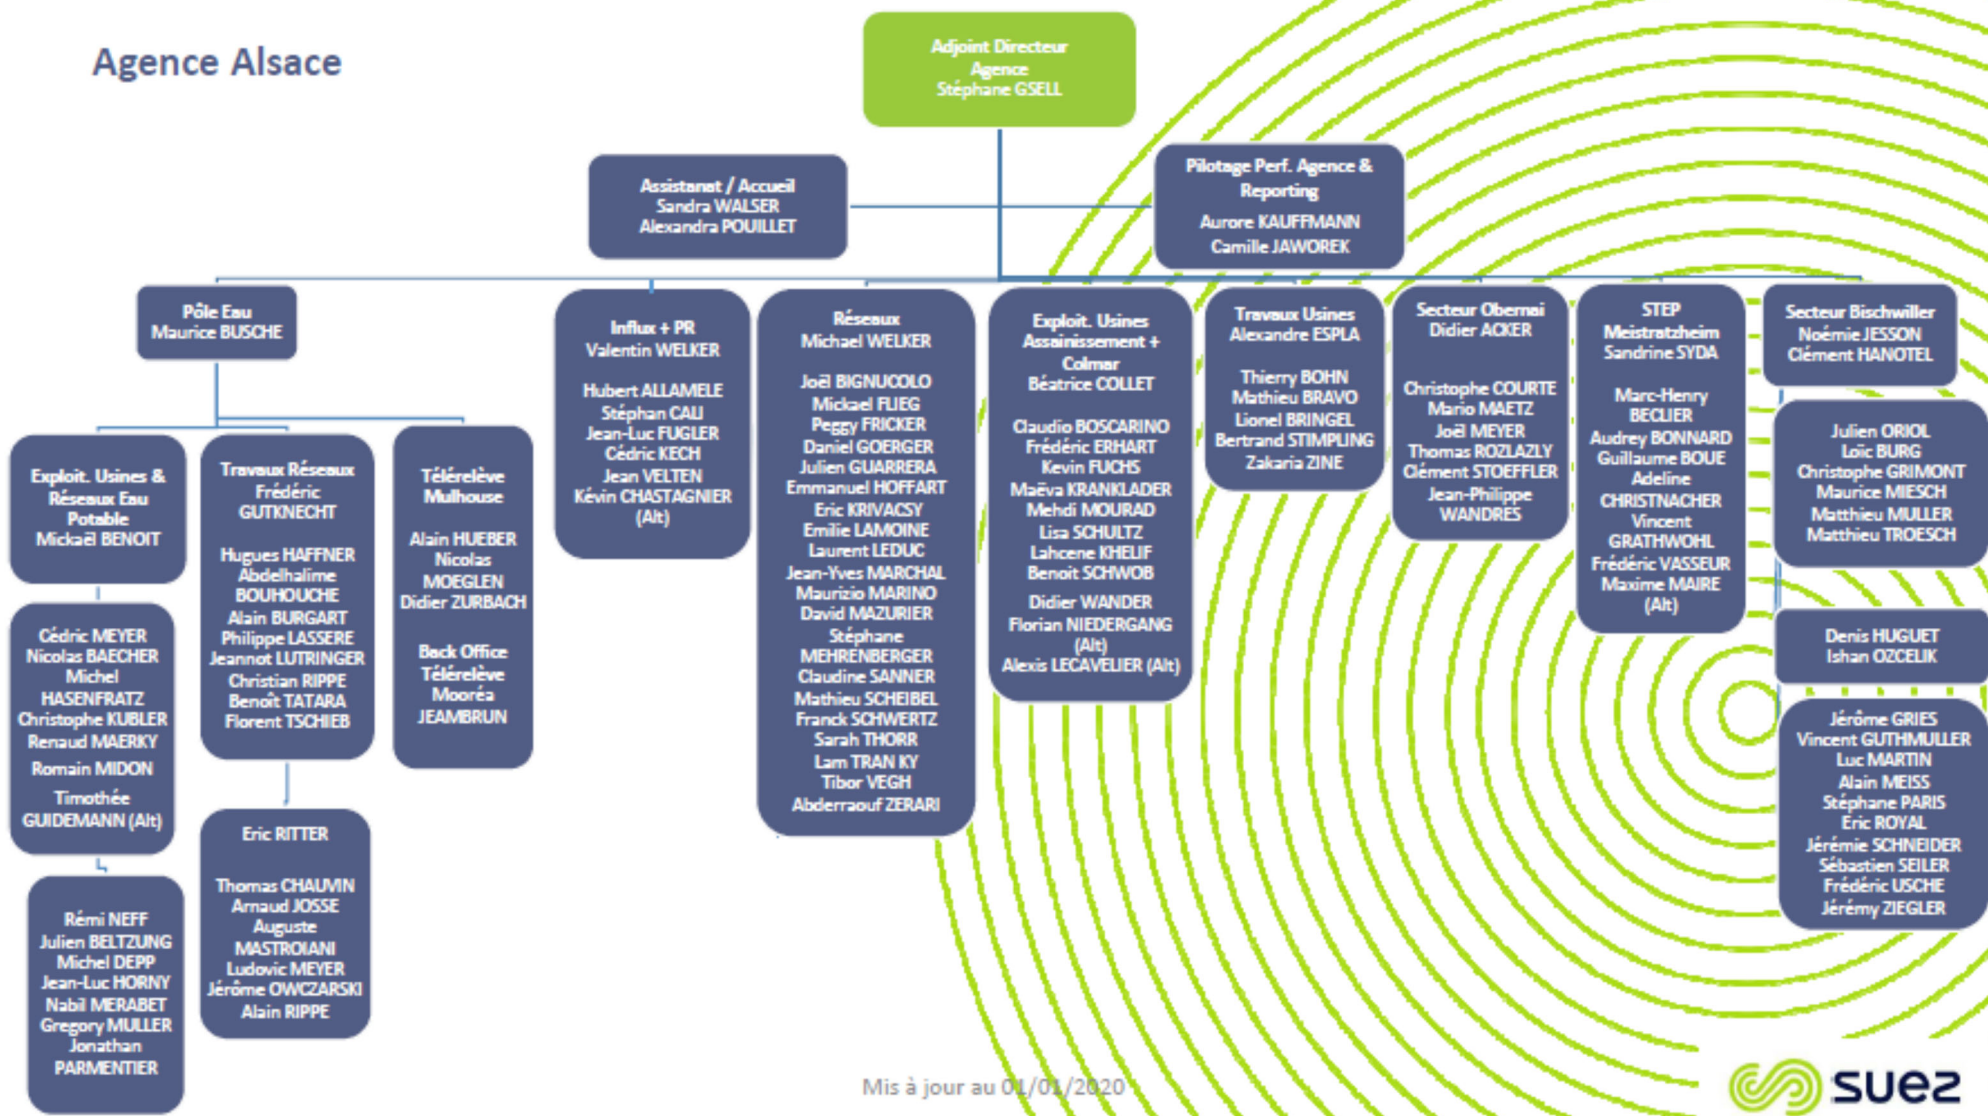 Agence Alsace
Adjoint Directeur
Agence
Stéphane GSELL
Assistanat / Accueil
Sandra WALSER
Alexandra POUILLET
Pilotage Perf. Agence &
Reporting
Aurore KAUFFMANN
Camille JAWOREK
Pôle Eau
Maurice BUSCHE
Exploit. Usines &
Réseaux Eau
Potable
Mickaël BENOIT
Cédric MEYER
Nicolas BAECHER
Michel
HASENFRATZ
Christophe KUBLER
Renaud MAERKY
Romain MIDON
Timothée
GUIDEMANN (Alt)
Rémi NEFF
Julien BELTZUNG
Michel DEPP
Jean-Luc HORNY
Nabil MERABET
Gregory MULLER
Jonathan
PARMENTIER
Travaux Réseaux
Frédéric
GUTKNECHT
Hugues HAFFNER
Abdelhalime
BOUHOUCHE
Alain BURGART
Philippe LASSERE
Jeannot LUTRINGER
Christian RIPPE
Benoît TATARA
Florent TSCHIEB
Eric RITTER
Thomas CHAUVIN
Arnaud JOSSE
Auguste
MASTROIANI
Ludovic MEYER
Jérôme OWCZARSKI
Alain RIPPE
Télérelève
Mulhouse
Alain HUEBER
Nicolas
MOEGLEN
Didier ZURBACH
Back Office
Télérelève
Mooréa
JEAMBRUN
Influx + PR
Valentin WELKER
Hubert ALLAMELE
Stéphan CALI
Jean-Luc FUGLER
Cédric KECH
Jean VELTEN
Kévin CHASTAGNIER
(Alt)
Réseaux
Michael WELKER
Joël BIGNUCOLO
Mickael FLIEG
Peggy FRICKER
Daniel GOERGER
Julien GUARRERA
Emmanuel HOFFART
Eric KRIVACSY
Emilie LAMOINE
Laurent LEDUC
Jean-Yves MARCHAL
Maurizio MARINO
David MAZURIER
Stéphane
MEHRENBERGER
Claudine SANNER
Mathieu SCHEIBEL
Franck SCHWERTZ
Sarah THORR
Lam TRAN KY
Tibor VEGH
Abderraouf ZERARI
Exploit. Usines
Assainissement +
Colmar
Béatrice COLLET
Claudio BOSCARINO
Frédéric ERHART
Kevin FUCHS
Maëva KRANKLADER
Mehdi MOURAD
Lisa SCHULTZ
Lahcene KHELIF
Benoit SCHWOB
Didier WANDER
Florian NIEDERGANG
(Alt)
Alexis LECAVELIER (Alt)
Travaux Usines
Alexandre ESPLA
Thierry BOHN
Mathieu BRAVO
Lionel BRINGEL
Bertrand STIMPLING
Zakaria ZINE
Secteur Obernai
Didier ACKER
Christophe COURTE
Mario MAETZ
Joël MEYER
Thomas ROZLAZLY
Clément STOEFFLER
Jean-Philippe
WANDRES
STEP
Meistratzheim
Sandrine SYDA
Marc-Henry
BECLIER
Audrey BONNARD
Guillaume BOUE
Adeline
CHRISTNACHER
Vincent
GRATHWOHL
Frédéric VASSEUR
Maxime MAIRE
(Alt)
Secteur Bischwiller
Noémie JESSON
Clément HANOTEL
Julien ORIOL
Loïc BURG
Christophe GRIMONT
Maurice MIESCH
Matthieu MULLER
Matthieu TROESCH
Denis HUGUET
Ishan OZCELIK
Jérôme GRIES
Vincent GUTHMULLER
Luc MARTIN
Alain MEISS
Stéphane PARIS
Eric ROYAL
Jérémie SCHNEIDER
Sébastien SEILER
Frédéric USCHE
Jérémy ZIEGLER
Mis à jour au 01/01/2020
suez